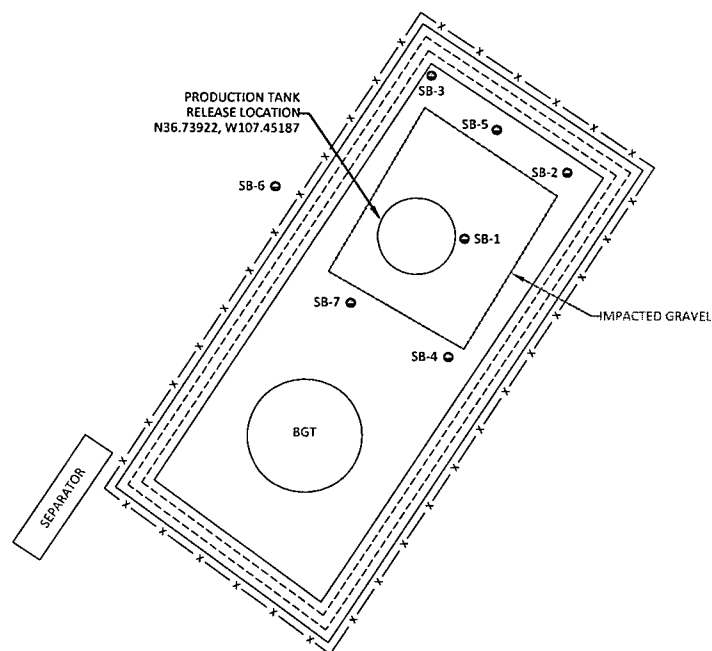 SB-3
PRODUCTION TANK
RELEASE LOCATION
N36.73922, W107.45187
SB-5
SB-2
SB-6
SB-1
SB-7
IMPACTED GRAVEL
SB-4
BGT
SEPARATOR